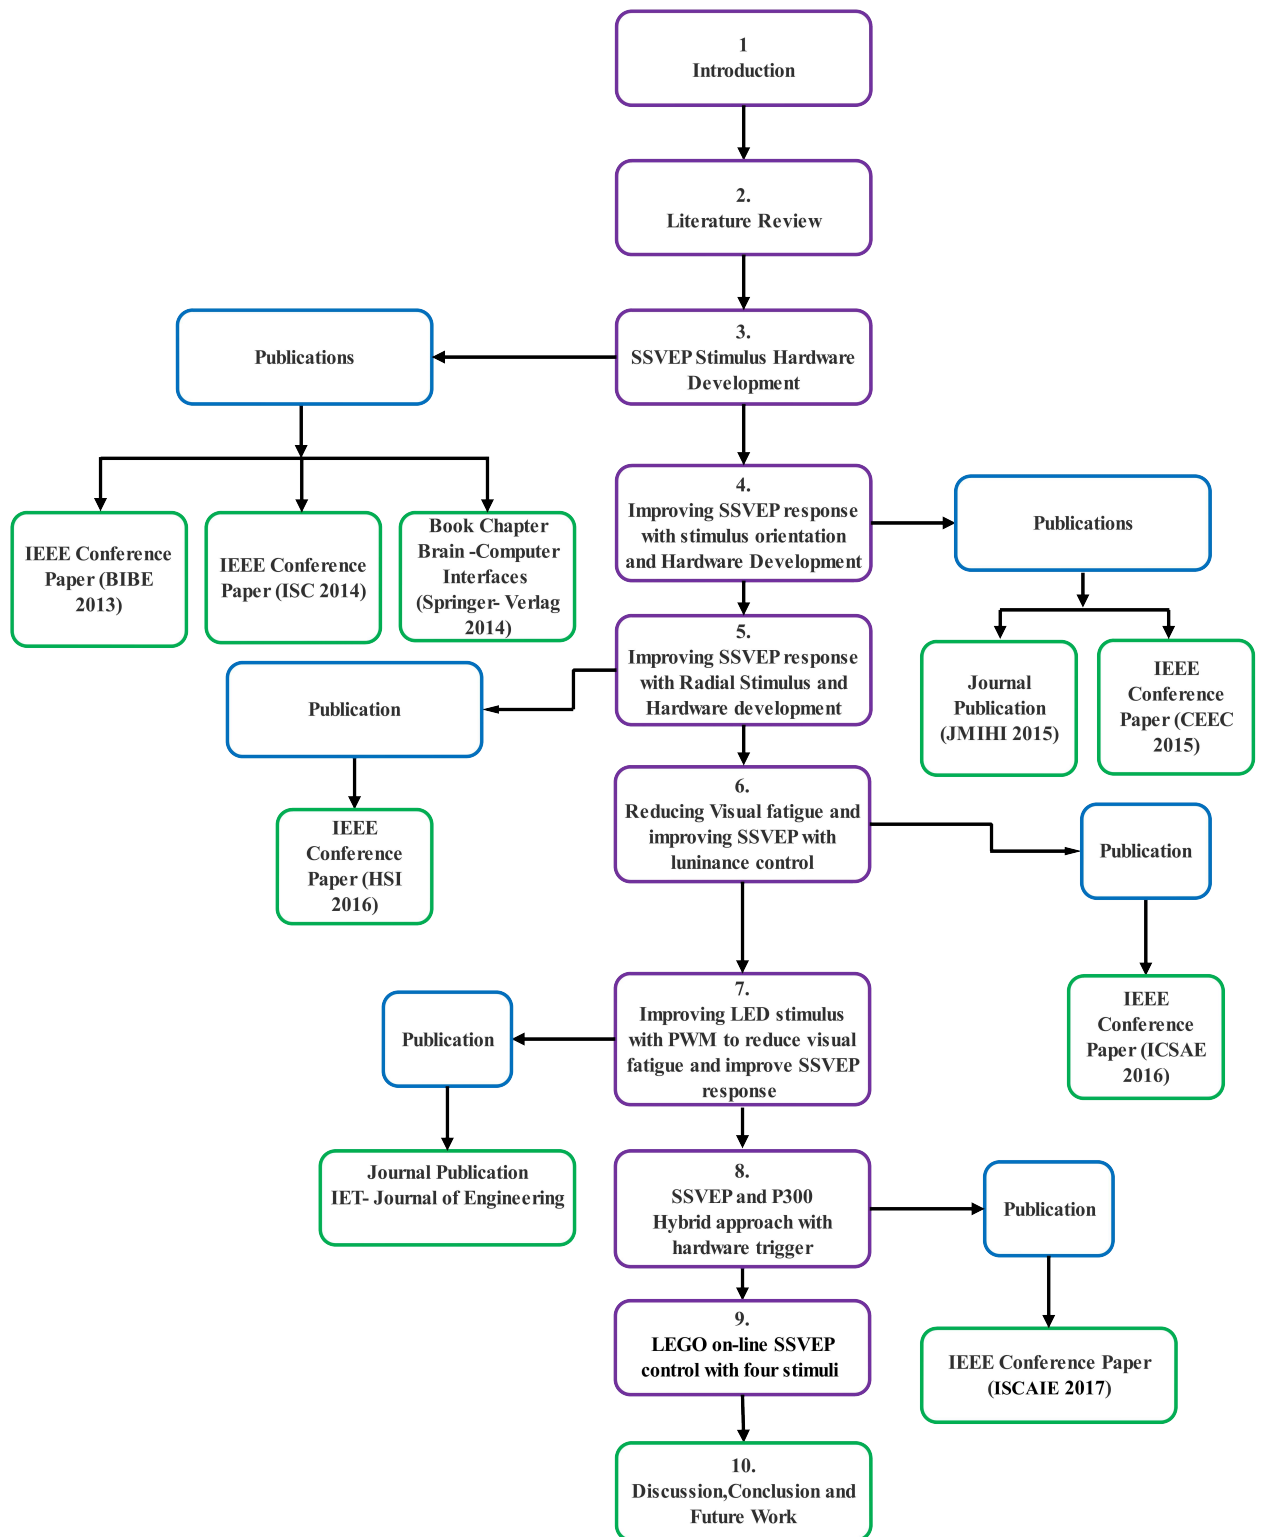 1
Introduction
2.
Literature Review
3.
SSVEP Stimulus Hardware
Development
Publications
IEEE Conference
Paper (BIBE
2013)
IEEE Conference
Paper (ISC 2014)
Book Chapter
Brain -Computer
Interfaces
(Springer- Verlag
2014)
4.
Improving SSVEP response
with stimulus orientation
and Hardware Development
Publications
Journal
Publication
(JMIHI 2015)
IEEE
Conference
Paper (CEEC
2015)
5.
Improving SSVEP response
with Radial Stimulus and
Hardware development
Publication
IEEE
Conference
Paper (HSI
2016)
6.
Reducing Visual fatigue and
improving SSVEP with
luninance control
Publication
IEEE
Conference
Paper (ICSAE
2016)
7.
Improving LED stimulus
with PWM to reduce visual
fatigue and improve SSVEP
response
Publication
Journal Publication
IET- Journal of Engineering
8.
SSVEP and P300
Hybrid approach with
hardware trigger
Publication
IEEE Conference Paper
(ISCAIE 2017)
9.
LEGO on-line SSVEP
control with four stimuli
10.
Discussion,Conclusion and
Future Work